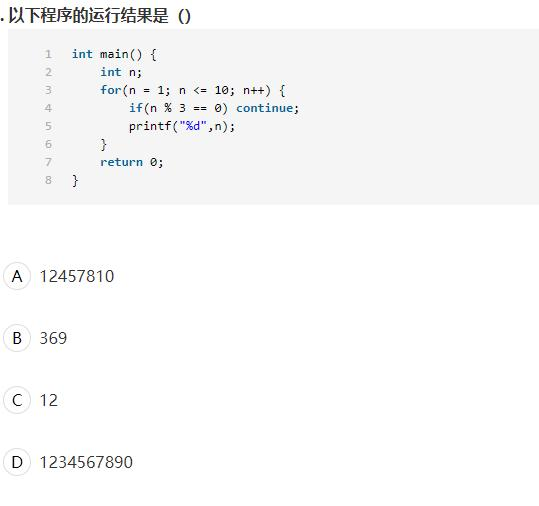 .以下程序的运行结果是（）
1 int main() {
2     int n;
3     for(n = 1; n <= 10; n++) {
4         if(n % 3 == 0) continue;
5         printf("%d",n);
6     }
7     return 0;
8 }
A 12457810
B 369
C 12
D 1234567890